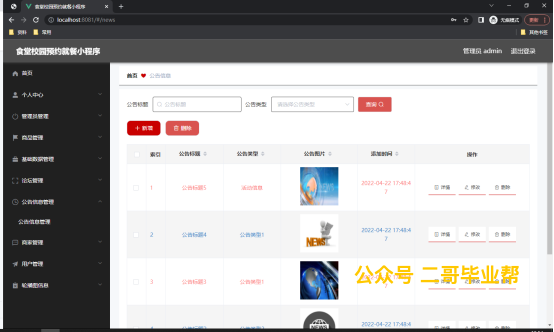 食堂校园预约就餐小程序
localhost:8081/#/news
无痕模式
更新
资料
常用
其他书签
食堂校园预约就餐小程序
管理员 admin
退出登录
首页
个人中心
管理员管理
商品管理
基础数据管理
论坛管理
公告信息管理
公告信息管理
商家管理
用户管理
轮播图信息
首页 公告信息
公告标题 公告标题 公告类型 请选择公告类型 查询
新增 删除
索引 公告标题 公告类型 公告图片 添加时间 操作
1 公告标题5 活动信息 2022-04-22 17:48:47 详情 修改 删除
2 公告标题4 公告类型1 NEWS 2022-04-22 17:48:47 详情 修改 删除
3 公告标题3 公告类型1 2022-04-22 17:48:47 详情 修改 删除
NEWS
公众号 二哥毕业帮